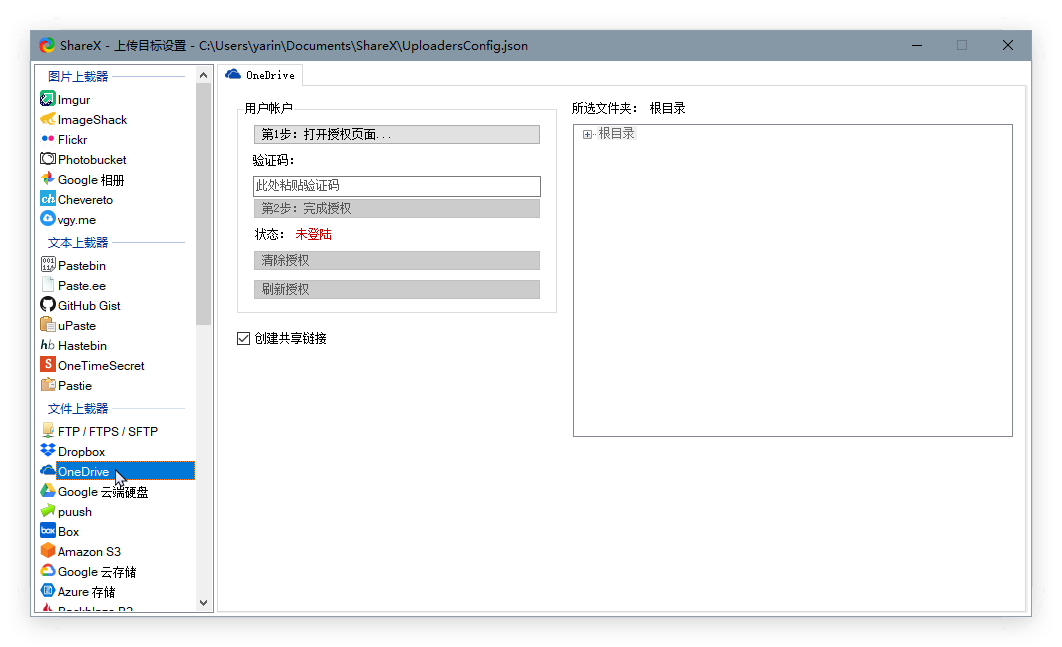 ShareX - 上传目标设置 - C:\Users\yarin\Documents\ShareX\UploadersConfig.json
图片上载器
Imgur
ImageShack
Flickr
Photobucket
Google 相册
Chevereto
vgy.me
文本上载器
Pastebin
Paste.ee
GitHub Gist
uPaste
Hastebin
OneTimeSecret
Pastie
文件上载器
FTP / FTPS / SFTP
Dropbox
OneDrive
Google 云端硬盘
puush
Box
Amazon S3
Google 云存储
Azure 存储
Backblaze B2
OneDrive
用户帐户
第1步：打开授权页面...
验证码：
此处粘贴验证码
第2步：完成授权
状态： 未登陆
清除授权
刷新授权
创建共享链接
所选文件夹： 根目录
根目录